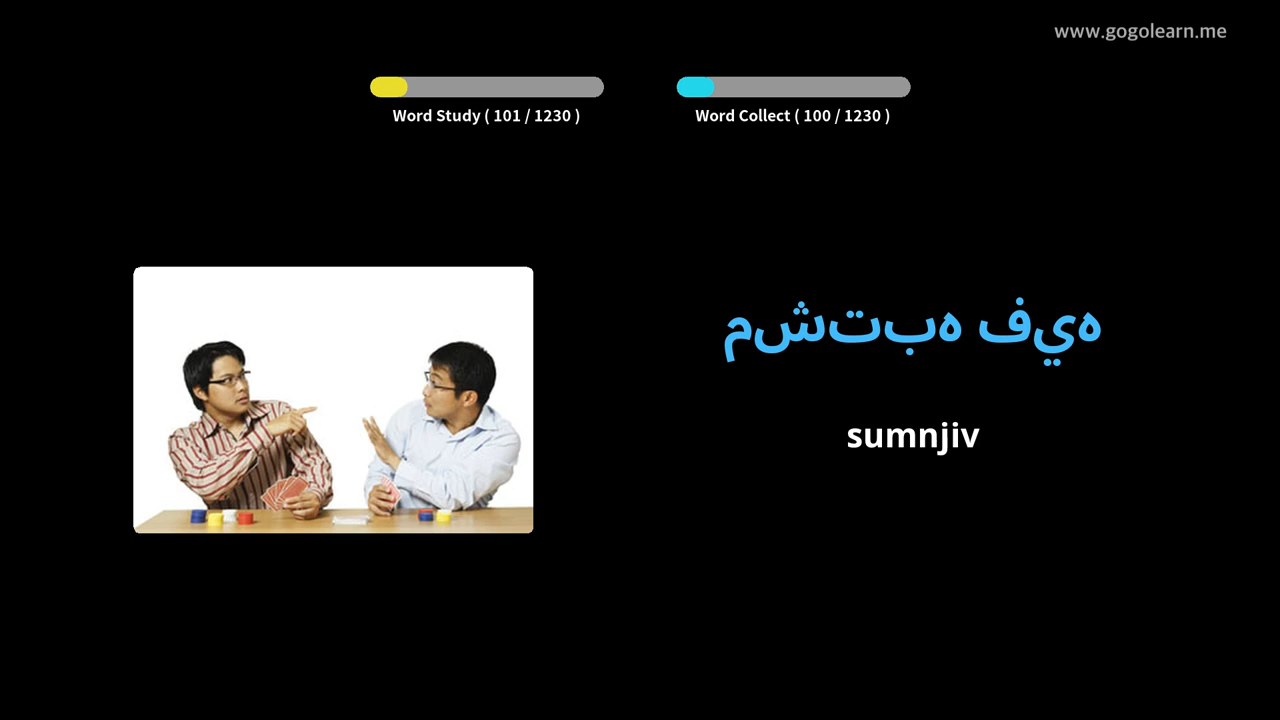 www.gogolearn.me
Word Study ( 101 / 1230 )
Word Collect ( 100 / 1230 )
مشتبه فيه
sumnjiv